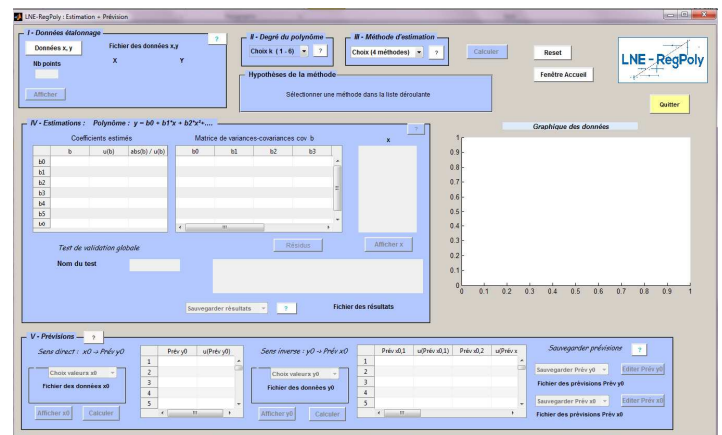 LNE-RegPoly : Estimation + Prévision
I - Données étalonnage
?
Données x, y
Fichier des données x,y
Nb points
X
Y
Afficher
II - Degré du polynôme
Choix k ( 1 - 6)
?
III - Méthode d'estimation
Choix (4 méthodes)
?
Hypothèses de la méthode
Sélectionner une méthode dans la liste déroulante
Calculer
Reset
Fenêtre Accueil
LNE - RegPoly
Quitter
IV - Estimations : Polynôme : y = b0 + b1*x + b2*x²+....
?
Coefficients estimés
Matrice de variances-covariances cov b
x
b u(b) abs(b) / u(b)
b0
b1
b2
b3
b4
b5
b6
b0 b1 b2 b3
Résidus
Afficher x
Test de validation globale
Nom du test
Sauvegarder résultats
?
Fichier des résultats
Graphique des données
1
0.9
0.8
0.7
0.6
0.5
0.4
0.3
0.2
0.1
0
0 0.1 0.2 0.3 0.4 0.5 0.6 0.7 0.8 0.9 1
V - Prévisions
?
Sens direct : x0 -> Prév y0
Choix valeurs x0
Fichier des données x0
Afficher x0
Calculer
Prév y0 u(Prév y0)
1
2
3
4
5
Sens inverse : y0 -> Prév x0
Choix valeurs y0
Fichier des données y0
Afficher y0
Calculer
Prév x0,1 u(Prév x0,1) Prév x0,2 u(Prév x
1
2
3
4
5
Sauvegarder prévisions
?
Sauvegarder Prév y0
Editer Prév y0
Fichier des prévisions Prév y0
Sauvegarder Prév x0
Editer Prév x0
Fichier des prévisions Prév x0